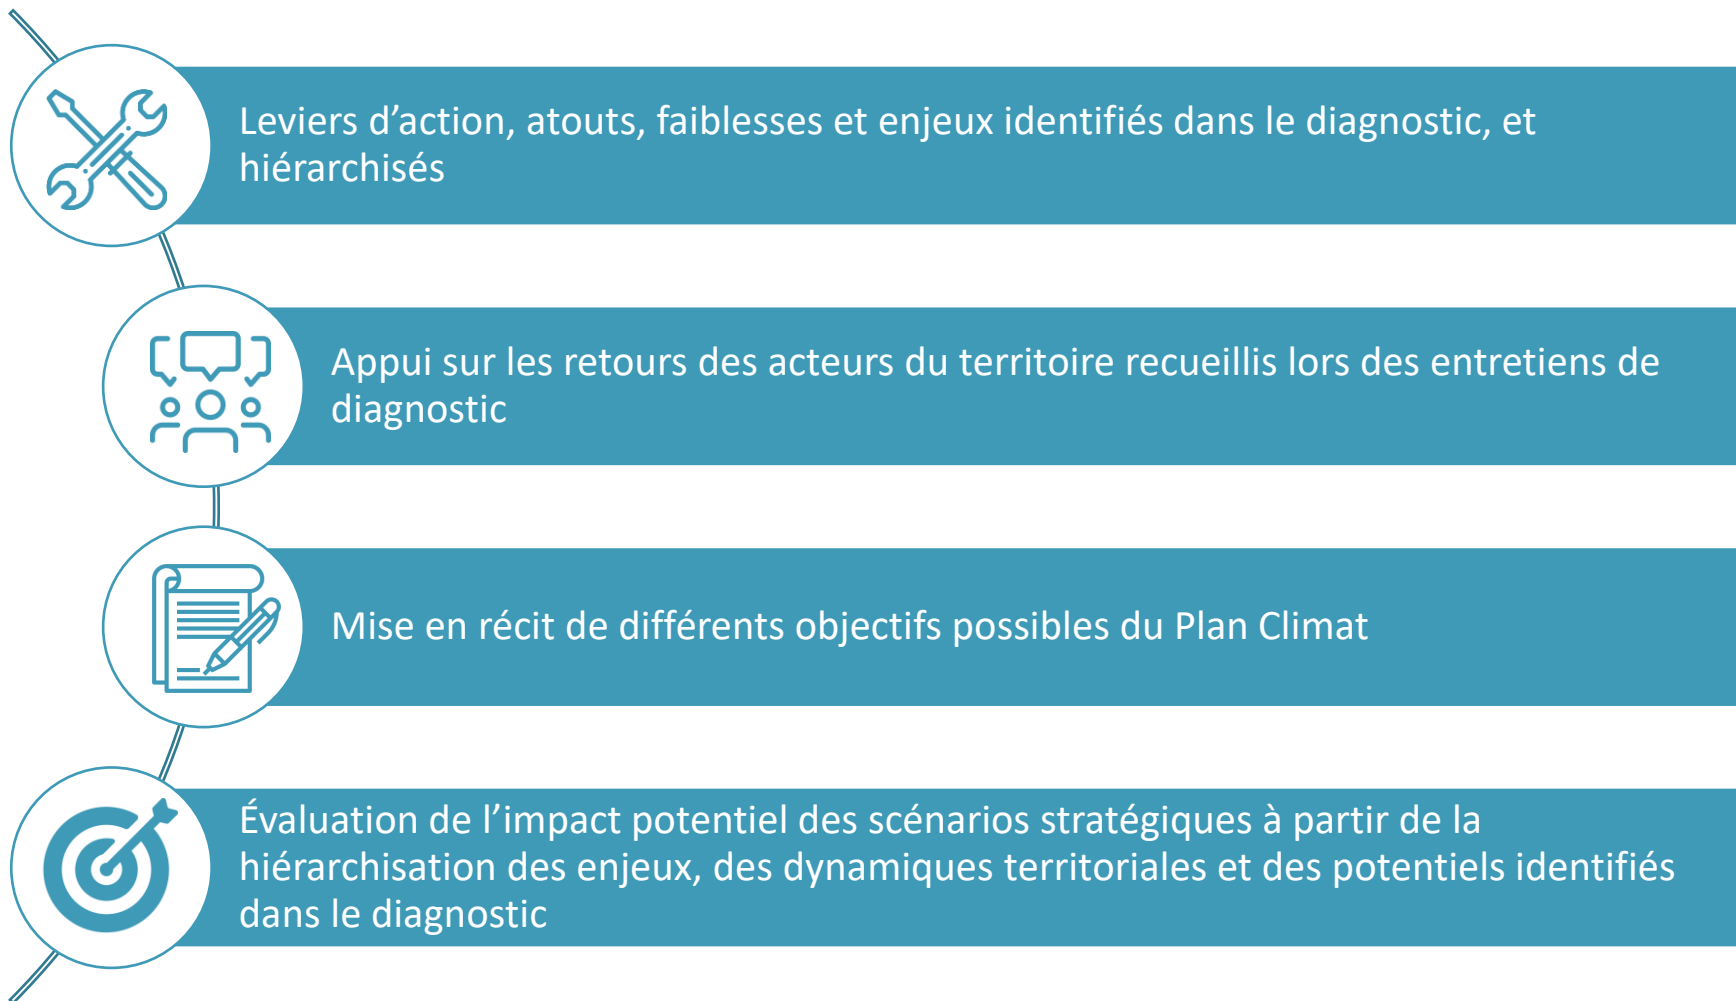 Leviers d’action, atouts, faiblesses et enjeux identifiés dans le diagnostic, et
hiérarchisés
Appui sur les retours des acteurs du territoire recueillis lors des entretiens de
diagnostic
Mise en récit de différents objectifs possibles du Plan Climat
Évaluation de l’impact potentiel des scénarios stratégiques à partir de la
hiérarchisation des enjeux, des dynamiques territoriales et des potentiels identifiés
dans le diagnostic